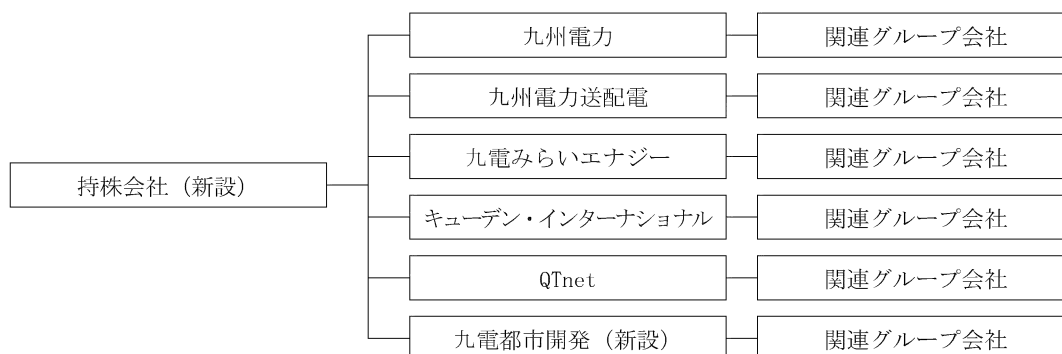 九州電力
関連グループ会社
九州電力送配電
関連グループ会社
九電みらいエナジー
関連グループ会社
持株会社（新設）
キューデン・インターナショナル
関連グループ会社
QTnet
関連グループ会社
九電都市開発（新設）
関連グループ会社